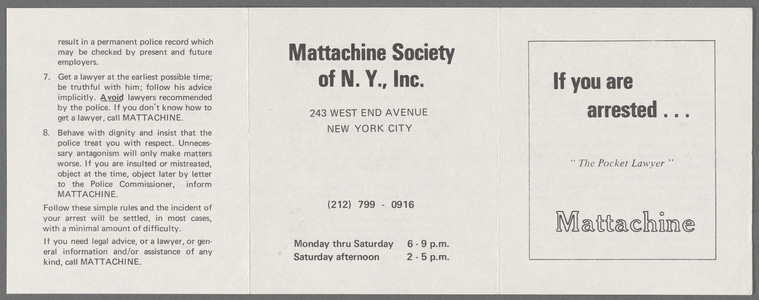 result in a permanent police record which
may be checked by present and future
employers.
7. Get a lawyer at the earliest possible time;
be truthful with him; follow his advice
implicitly. Avoid lawyers recommended
by the police. If you don't know how to
get a lawyer, call MATTACHINE.
8. Behave with dignity and insist that the
police treat you with respect. Unneces-
sary antagonism will only make matters
worse. If you are insulted or mistreated,
object at the time, object later by letter
to the Police Commissioner, inform
MATTACHINE.
Follow these simple rules and the incident of
your arrest will be settled, in most cases,
with a minimal amount of difficulty.
If you need legal advice, or a lawyer, or gen-
eral information and/or assistance of any
kind, call MATTACHINE.
Mattachine Society
of N. Y., Inc.
243 WEST END AVENUE
NEW YORK CITY
(212) 799 - 0916
Monday thru Saturday 6 - 9 p.m.
Saturday afternoon 2 - 5 p.m.
If you are
arrested . . .
" The Pocket Lawyer "
Mattachine